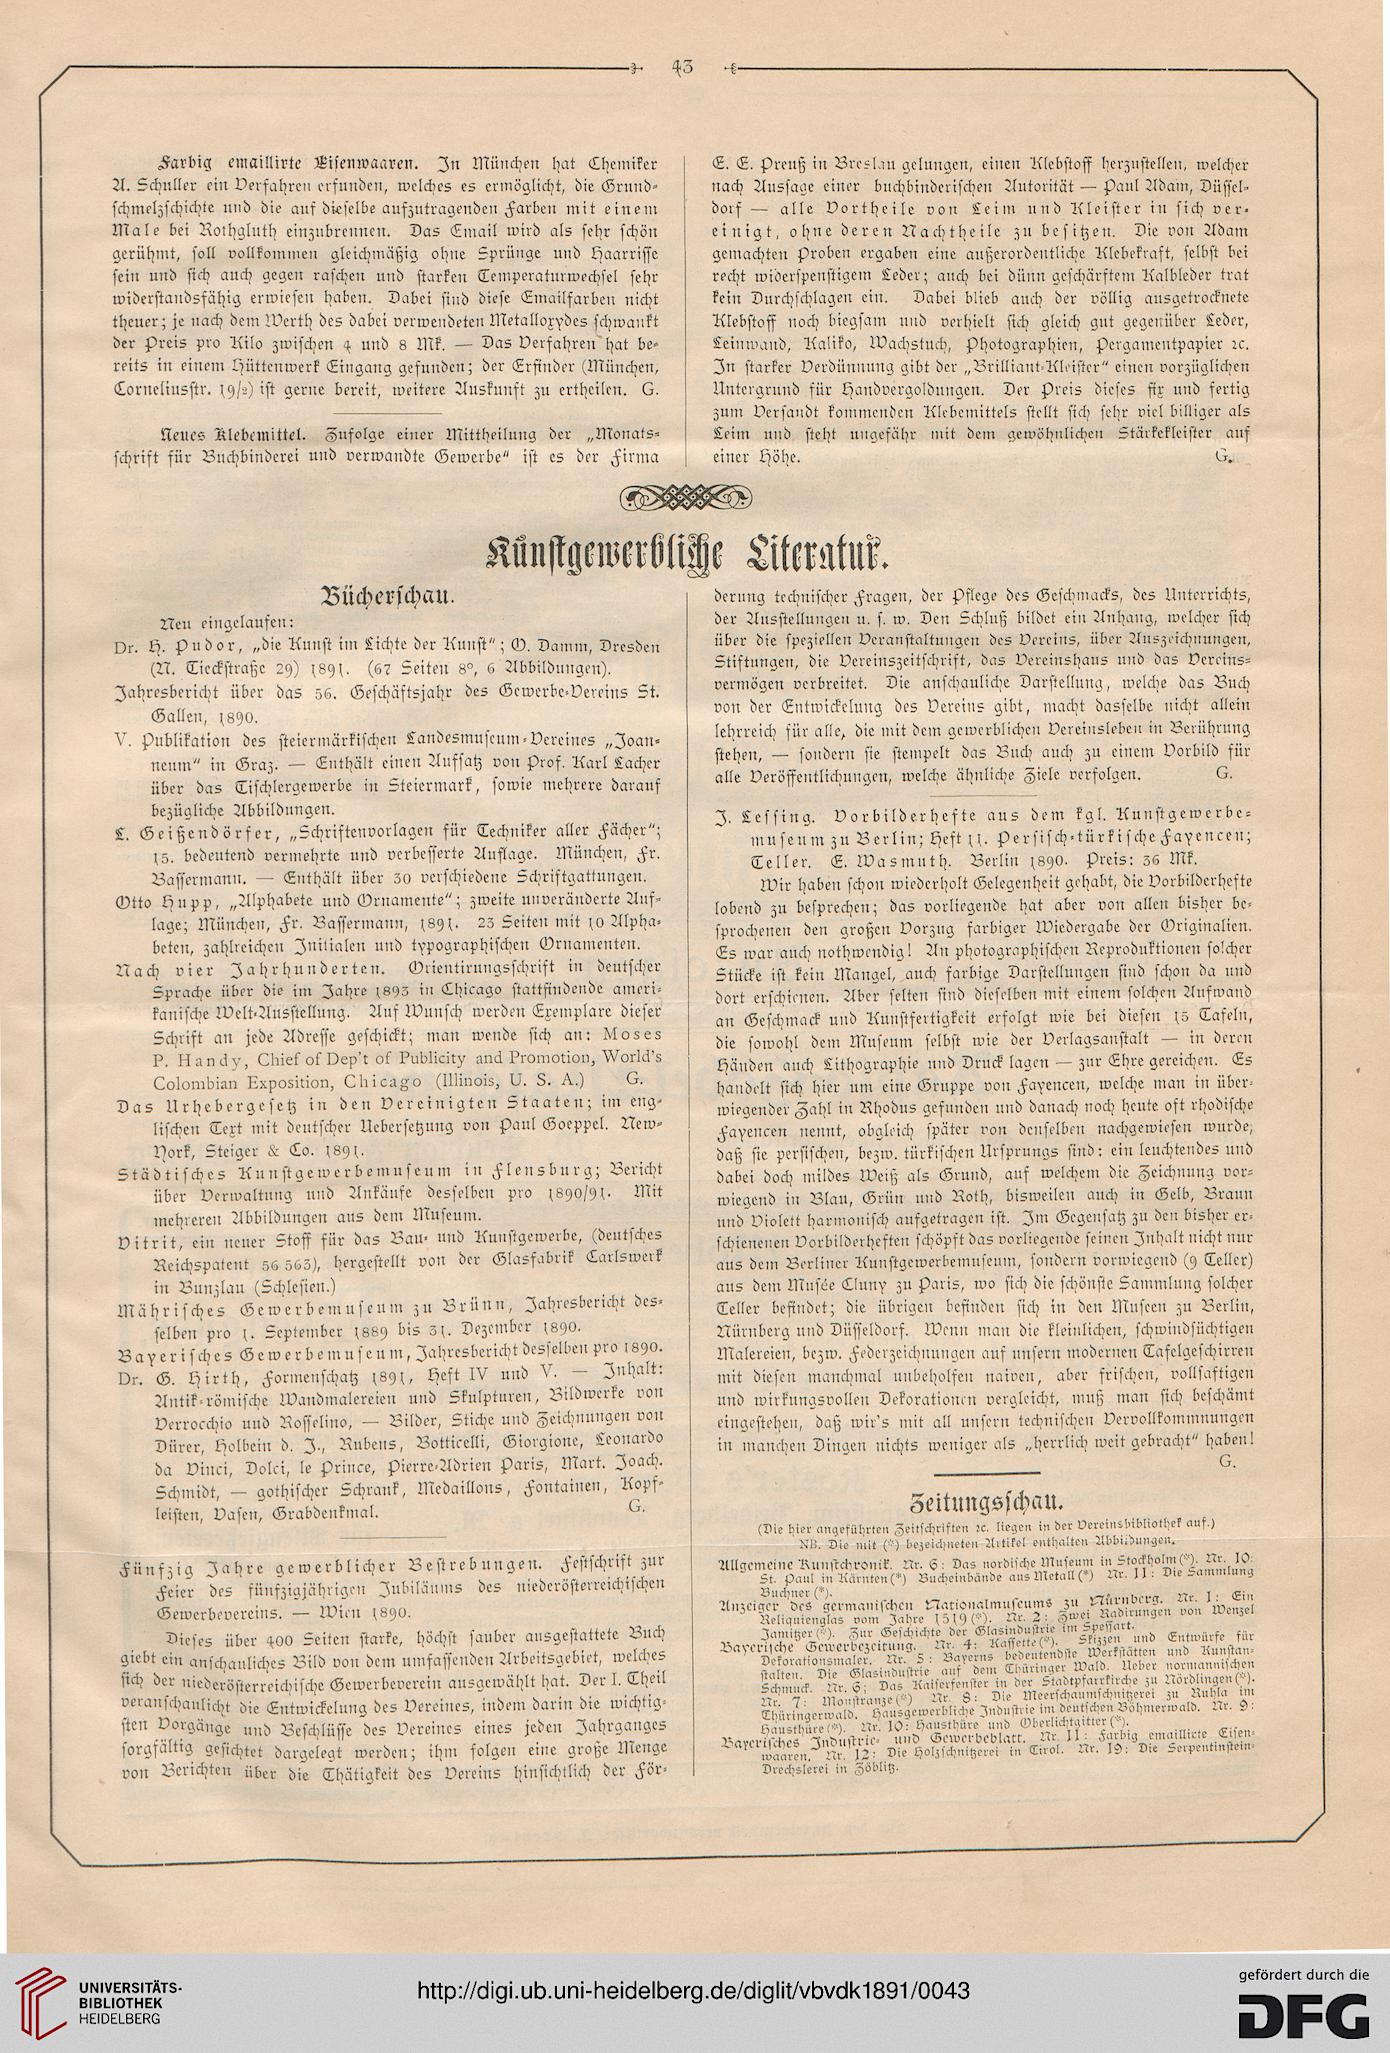 43
Farbig emaillirte Eisenwaaren. In München hat Chemiker
A. Schuller ein Verfahren erfunden, welches es ermöglicht, die Grund-
schmelzschichte und die auf dieselbe aufzutragenden Farben mit einem
Male bei Rothgluth einzubrennen. Das Email wird als sehr schön
gerühmt, soll vollkommen gleichmäßig ohne Sprünge und Haarrisse
sein und sich auch gegen raschen und starken Temperaturwechsel sehr
widerstandsfähig erwiesen haben. Dabei sind diese Emailfarben nicht
theuer; je nach dem Werth des dabei verwendeten Metalloxydes schwankt
der Preis pro Kilo zwischen 4 und 8 Mk. — Das Verfahren hat be-
reits in einem Hüttenwerk Eingang gefunden; der Erfinder (München,
Corneliusstr. 19/2) ist gerne bereit, weitere Auskunft zu ertheilen. G.
Neues Klebemittel. Zufolge einer Mittheilung der „Monats-
schrift für Buchbinderei und verwandte Gewerbe“ ist es der Firma
E. E. Preuß in Breslau gelungen, einen Klebstoff herzustellen, welcher
nach Aussage einer buchbinderischen Autorität — Paul Adam, Düssel-
dorf — alle Vortheile von Leim und Kleister in sich ver-
einigt, ohne deren Nachtheile zu besitzen. Die von Adam
gemachten Proben ergaben eine außerordentliche Klebekraft, selbst bei
recht widerspenstigem Leder; auch bei dünn geschärftem Kalbleder trat
kein Durchschlagen ein. Dabei blieb auch der völlig ausgetrocknete
Klebstoff noch biegsam und verhielt sich gleich gut gegenüber Leder,
Leinwand, Kaliko, Wachstuch, Photographien, Pergamentpapier ꝛc.
In starker Verdünnung gibt der „Brilliant-Kleister“ einen vorzüglichen
Untergrund für Handvergoldungen. Der Preis dieses fix und fertig
zum Versandt kommenden Klebemittels stellt sich sehr viel billiger als
Leim und steht ungefähr mit dem gewöhnlichen Stärkekleister auf
einer Höhe. G.
Kunstgewerbliche Literatur.
Bücherschau.
Neu eingelaufen:
Dr. H. Pudor, „die Kunst im Lichte der Kunst“; O. Damm, Dresden
(N. Tieckstraße 29) 1891. (67 Seiten 8°, 6 Abbildungen).
Jahresbericht über das 56. Geschäftsjahr des Gewerbe-Vereins St.
Gallen, 1890.
V. Publikation des steiermärkischen Landesmuseum-Vereines „Joan-
neum“ in Graz. — Enthält einen Aufsatz von Prof. Karl Lacher
über das Tischlergewerbe in Steiermark, sowie mehrere darauf
bezügliche Abbildungen.
L. Geißendörfer, „Schriftenvorlagen für Techniker aller Fächer“;
15. bedeutend vermehrte und verbesserte Auflage. München, Fr.
Bassermann. — Enthält über 30 verschiedene Schriftgattungen.
Otto Hupp, „Alphabete und Ornamente“; zweite unveränderte Auf-
lage; München, Fr. Bassermann, 1891. 23 Seiten mit 10 Alpha-
beten, zahlreichen Initialen und typographischen Ornamenten.
Nach vier Jahrhunderten. Orientirungsschrift in deutscher
Sprache über die im Jahre 1893 in Chicago stattfindende ameri-
kanische Welt-Ausstellung. Auf Wunsch werden Exemplare dieser
Schrift an jede Adresse geschickt; man wende sich an: Moses
P. Handy, Chief of Dep't of Publicity and Promotion, World's
Colombian Exposition, Chicago (Illinois, U. S. A.) G.
Das Urhebergesetz in den Vereinigten Staaten; im eng-
lischen Text mit deutscher Uebersetzung von Paul Goeppel. New-
York, Steiger & Co. 1891.
Städtisches Kunstgewerbemuseum in Flensburg; Bericht
über Verwaltung und Ankäufe desselben pro 1890/91. Mit
mehreren Abbildungen aus dem Museum.
Vitrit, ein neuer Stoff für das Bau- und Kunstgewerbe, (deutsches
Reichspatent 56 563), hergestellt von der Glasfabrik Carlswerk
in Bunzlau (Schlesien.)
Mährisches Gewerbemuseum zu Brünn, Jahresbericht des-
selben pro 1. September 1889 bis 31. Dezember 1890.
Bayerisches Gewerbemuseum, Jahresbericht desselben pro 1890.
Dr. G. Hirth, Formenschatz 1891, Heft IV und V. — Inhalt:
Antik-römische Wandmalereien und Skulpturen, Bildwerke von
Verrocchio und Rosselino, — Bilder, Stiche und Zeichnungen von
Dürer, Holbein d. J., Rubens, Botticelli, Giorgione, Leonardo
da Vinci, Dolci, le Prince, Pierre-Adrien Paris, Mart. Joach.
Schmidt, — gothischer Schrank, Medaillons, Fontainen, Kopf-
leisten, Vasen, Grabdenkmal. G.
Fünfzig Jahre gewerblicher Bestrebungen. Festschrift zur
Feier des fünfzigjährigen Jubiläums des niederösterreichischen
Gewerbevereins. — Wien 1890.
Dieses über 400 Seiten starke, höchst sauber ausgestattete Buch
giebt ein anschauliches Bild von dem umfassenden Arbeitsgebiet, welches
sich der niederösterreichische Gewerbeverein ausgewählt hat. Der I. Theil
veranschaulicht die Entwickelung des Vereines, indem darin die wichtig-
sten Vorgänge und Beschlüsse des Vereines eines jeden Jahrganges
sorgfältig gesichtet dargelegt werden; ihm folgen eine große Menge
von Berichten über die Thätigkeit des Vereins hinsichtlich der För-
derung technischer Fragen, der Pflege des Geschmacks, des Unterrichts,
der Ausstellungen u. s. w. Den Schluß bildet ein Anhang, welcher sich
über die speziellen Veranstaltungen des Vereins, über Auszeichnungen,
Stiftungen, die Vereinszeitschrift, das Vereinshaus und das Vereins-
vermögen verbreitet. Die anschauliche Darstellung, welche das Buch
von der Entwickelung des Vereins gibt, macht dasselbe nicht allein
lehrreich für alle, die mit dem gewerblichen Vereinsleben in Berührung
stehen, — sondern sie stempelt das Buch auch zu einem Vorbild für
alle Veröffentlichungen, welche ähnliche Ziele verfolgen. G.
J. Lessing. Vorbilderhefte aus dem kgl. Kunstgewerbe-
museum zu Berlin; Heft 11. Persisch-türkische Fayencen;
Teller. E. Wasmuth. Berlin 1890. Preis: 36 Mk.
Wir haben schon wiederholt Gelegenheit gehabt, die Vorbilderhefte
lobend zu besprechen; das vorliegende hat aber von allen bisher be-
sprochenen den großen Vorzug farbiger Wiedergabe der Originalien.
Es war auch nothwendig! An photographischen Reproduktionen solcher
Stücke ist kein Mangel, auch farbige Darstellungen sind schon da und
dort erschienen. Aber selten sind dieselben mit einem solchen Aufwand
an Geschmack und Kunstfertigkeit erfolgt wie bei diesen 15 Tafeln,
die sowohl dem Museum selbst wie der Verlagsanstalt — in deren
Händen auch Lithographie und Druck lagen — zur Ehre gereichen. Es
handelt sich hier um eine Gruppe von Fayencen, welche man in über-
wiegender Zahl in Rhodus gefunden und danach noch heute oft rhodische
Fayencen nennt, obgleich später von denselben nachgewiesen wurde,
daß sie persischen, bezw. türkischen Ursprungs sind: ein leuchtendes und
dabei doch mildes Weiß als Grund, auf welchem die Zeichnung vor-
wiegend in Blau, Grün und Roth, bisweilen auch in Gelb, Braun
und Violett harmonisch aufgetragen ist. Im Gegensatz zu den bisher er-
schienenen Vorbilderheften schöpft das vorliegende seinen Inhalt nicht nur
aus dem Berliner Kunstgewerbemuseum, sondern vorwiegend (9 Teller)
aus dem Musée Cluny zu Paris, wo sich die schönste Sammlung solcher
Teller befindet; die übrigen befinden sich in den Museen zu Berlin,
Nürnberg und Düsseldorf. Wenn man die kleinlichen, schwindsüchtigen
Malereien, bezw. Federzeichnungen auf unsern modernen Tafelgeschirren
mit diesen manchmal unbeholfen naiven, aber frischen, vollsaftigen
und wirkungsvollen Dekorationen vergleicht, muß man sich beschämt
eingestehen, daß wir's mit all unsern technischen Vervollkommnungen
in manchen Dingen nichts weniger als „herrlich weit gebracht“ haben!
G.
Zeitungsschau.
(Die hier angeführten Zeitschriften ꝛc. liegen in der Vereinsbibliothek auf.)
NB. Die mit (*) bezeichneten Artikel enthalten Abbildungen.
Allgemeine Kunstchronik. Nr. 6: Das nordische Museum in Stockholm (*). Nr. 10:
St. Paul in Kärnten (*) Bucheinbände aus Metall (*) Nr. 11: Die Sammlung
Buchner (*).
Anzeiger des germanischen Nationalmuseums zu Nürnberg. Nr. 1: Ein
Reliquienglas vom Jahre 1519 (*). Nr. 2: Zwei Radirungen von Wenzel
Jamitzer (*). Zur Geschichte der Glasindustrie im Spessart.
Bayerische Gewerbezeitung. Nr. 4: Kassette (*). Skizzen und Entwürfe für
Dekorationsmaler. Nr. 5: Bayerns bedeutendste Werkstätten und Kunstan-
stalten. Die Glasindustrie auf dem Thüringer Wald. Ueber normannischen
Schmuck. Nr. 6: Das Kaiserfenster in der Stadtpfarrkirche zu Nördlingen (*).
Nr. 7: Monstranze (*) Nr. 8: Die Meerschaumschnitzerei zu Ruhla im
Thüringerwald. Hausgewerbliche Industrie im deutschen Böhmerwald. Nr. 9:
Hausthüre (*). Nr. 10: Hausthüre und Oberlichtgitter (*).
Bayerisches Industrie- und Gewerbeblatt. Nr. 11: Farbig emaillirte Eisen-
waaren. Nr. 12: Die Holzschnitzerei in Tirol. Nr. 19: Die Serpentinstein-
Drechslerei in Zöblitz.
UNIVERSITÄTS-
BIBLIOTHEK
HEIDELBERG
http://digi.ub.uni-heidelberg.de/diglit/vbvdk1891/0043
gefördert durch die
DFG